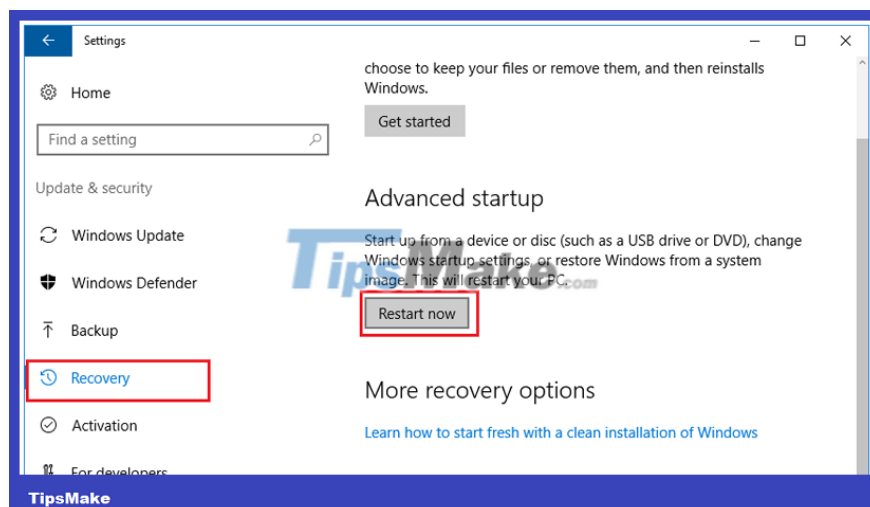 Settings
Home
Find a setting
Update & security
Windows Update
Windows Defender
Backup
Recovery
Activation
For developers
choose to keep your files or remove them, and then reinstalls
Windows.
Get started
Advanced startup
Start up from a device or disc (such as a USB drive or DVD), change
Windows startup settings, or restore Windows from a system
image. This will restart your PC.
Restart now
More recovery options
Learn how to start fresh with a clean installation of Windows
TipsMake.com
TipsMake